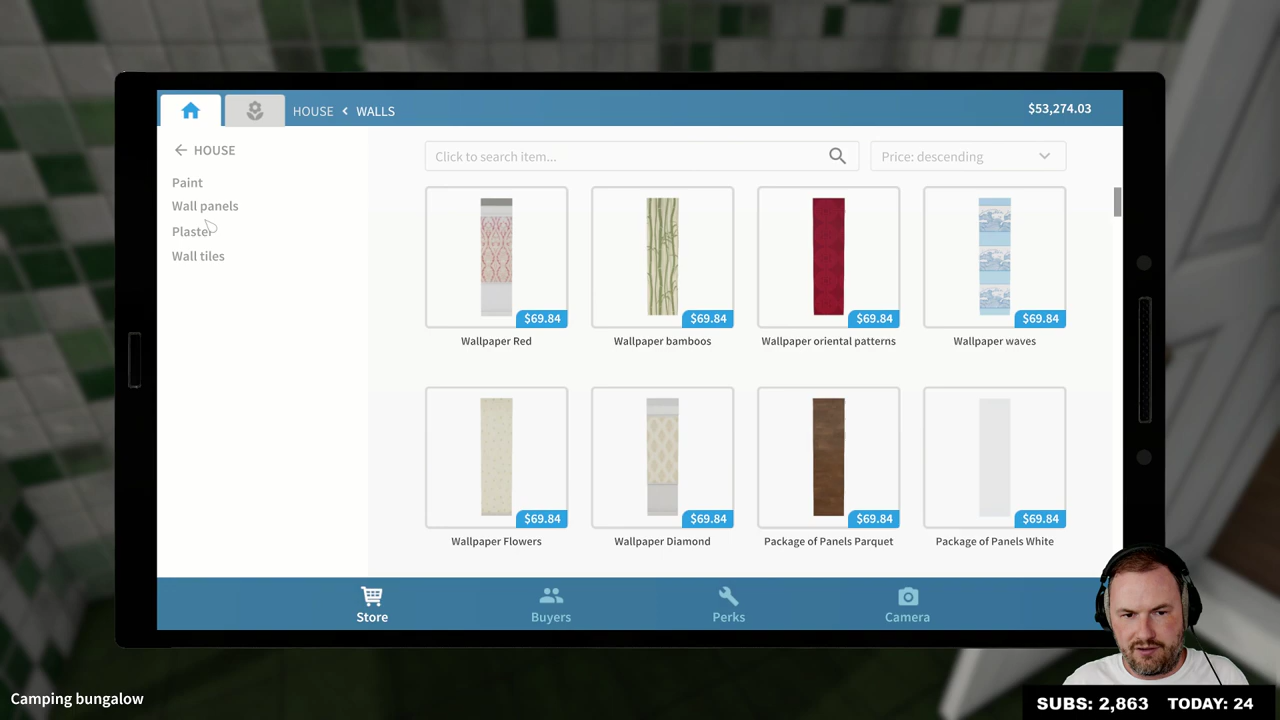 HOUSE < WALLS
$53,274.03
HOUSE
Paint
Wall panels
Plaster
Wall tiles
Click to search item...
Price: descending
$69.84
$69.84
$69.84
$69.84
Wallpaper Red
Wallpaper bamboos
Wallpaper oriental patterns
Wallpaper waves
$69.84
$69.84
$69.84
$69.84
Wallpaper Flowers
Wallpaper Diamond
Package of Panels Parquet
Package of Panels White
Store
Buyers
Perks
Camera
Camping bungalow
SUBS: 2,863 TODAY: 24